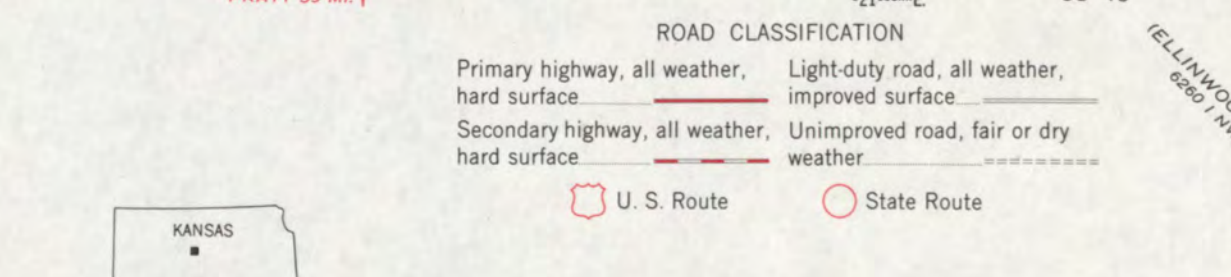 ROAD CLASSIFICATION
Primary highway, all weather,
hard surface
Light-duty road, all weather,
improved surface
Secondary highway, all weather,
hard surface
Unimproved road, fair or dry
weather
U. S. Route
State Route
KANSAS
6260 I